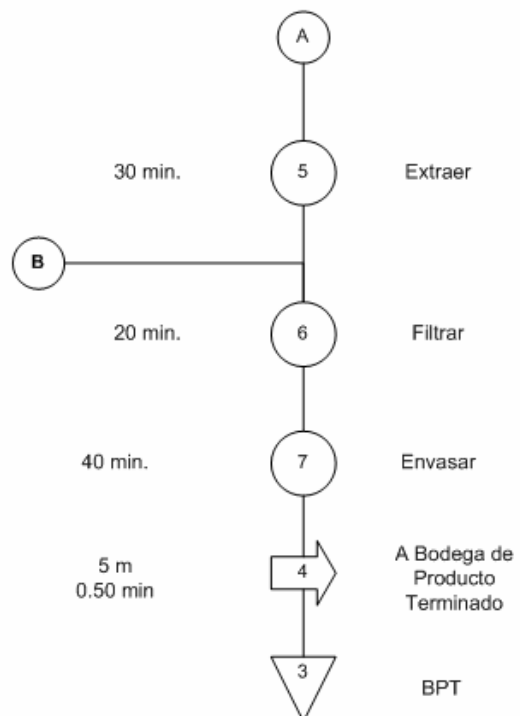 A
30 min.
5
Extraer
B
20 min.
6
Filtrar
40 min.
7
Envasar
5 m
0.50 min
4
A Bodega de
Producto
Terminado
3
BPT